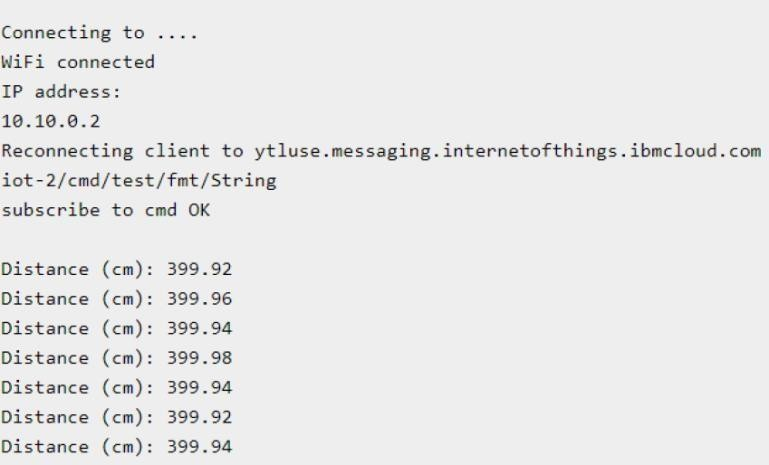 Connecting to ....
WiFi connected
IP address:
10.10.0.2
Reconnecting client to ytluse.messaging.internetofthings.ibmcloud.com
iot-2/cmd/test/fmt/String
subscribe to cmd OK
Distance (cm): 399.92
Distance (cm): 399.96
Distance (cm): 399.94
Distance (cm): 399.98
Distance (cm): 399.94
Distance (cm): 399.92
Distance (cm): 399.94